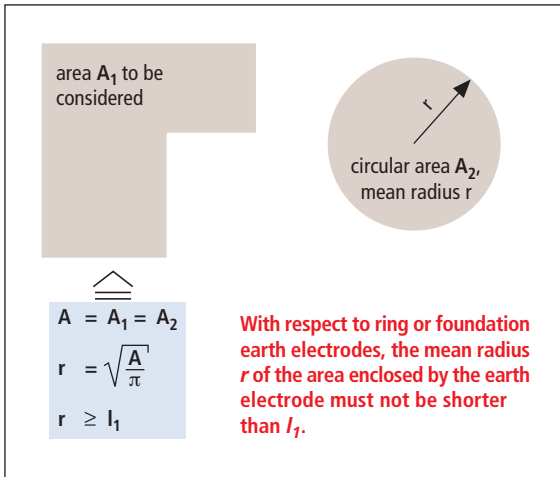 area A₁ to be
considered
r
circular area A₂,
mean radius r
A = A₁ = A₂
r = √(A/π)
r ≥ l₁
With respect to ring or foundation
earth electrodes, the mean radius
r of the area enclosed by the earth
electrode must not be shorter
than l₁.